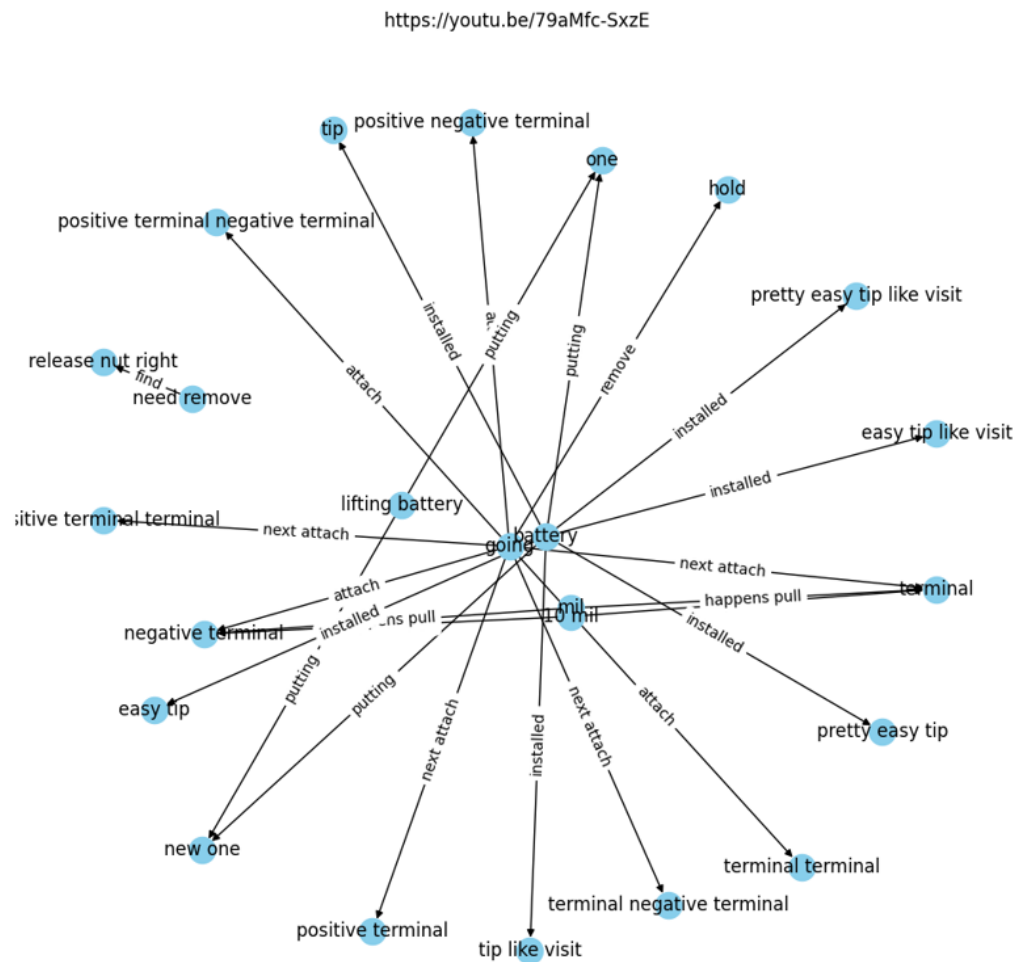 https://youtu.be/79aMfc-SxzE
tip
positive negative terminal
one
hold
positive terminal negative terminal
pretty easy tip like visit
installed
putting
putting
release nut right
find
need remove
attach
remove
installed
easy tip like visit
installed
lifting battery
sitive terminal terminal
next attach
going
battery
next attach
terminal
attach
happens pull
mil
10 mil
negative terminal
installed
ns pull
installed
easy tip
putting
putting
next attach
installed
next attach
attach
pretty easy tip
new one
terminal terminal
positive terminal
terminal negative terminal
tip like visit